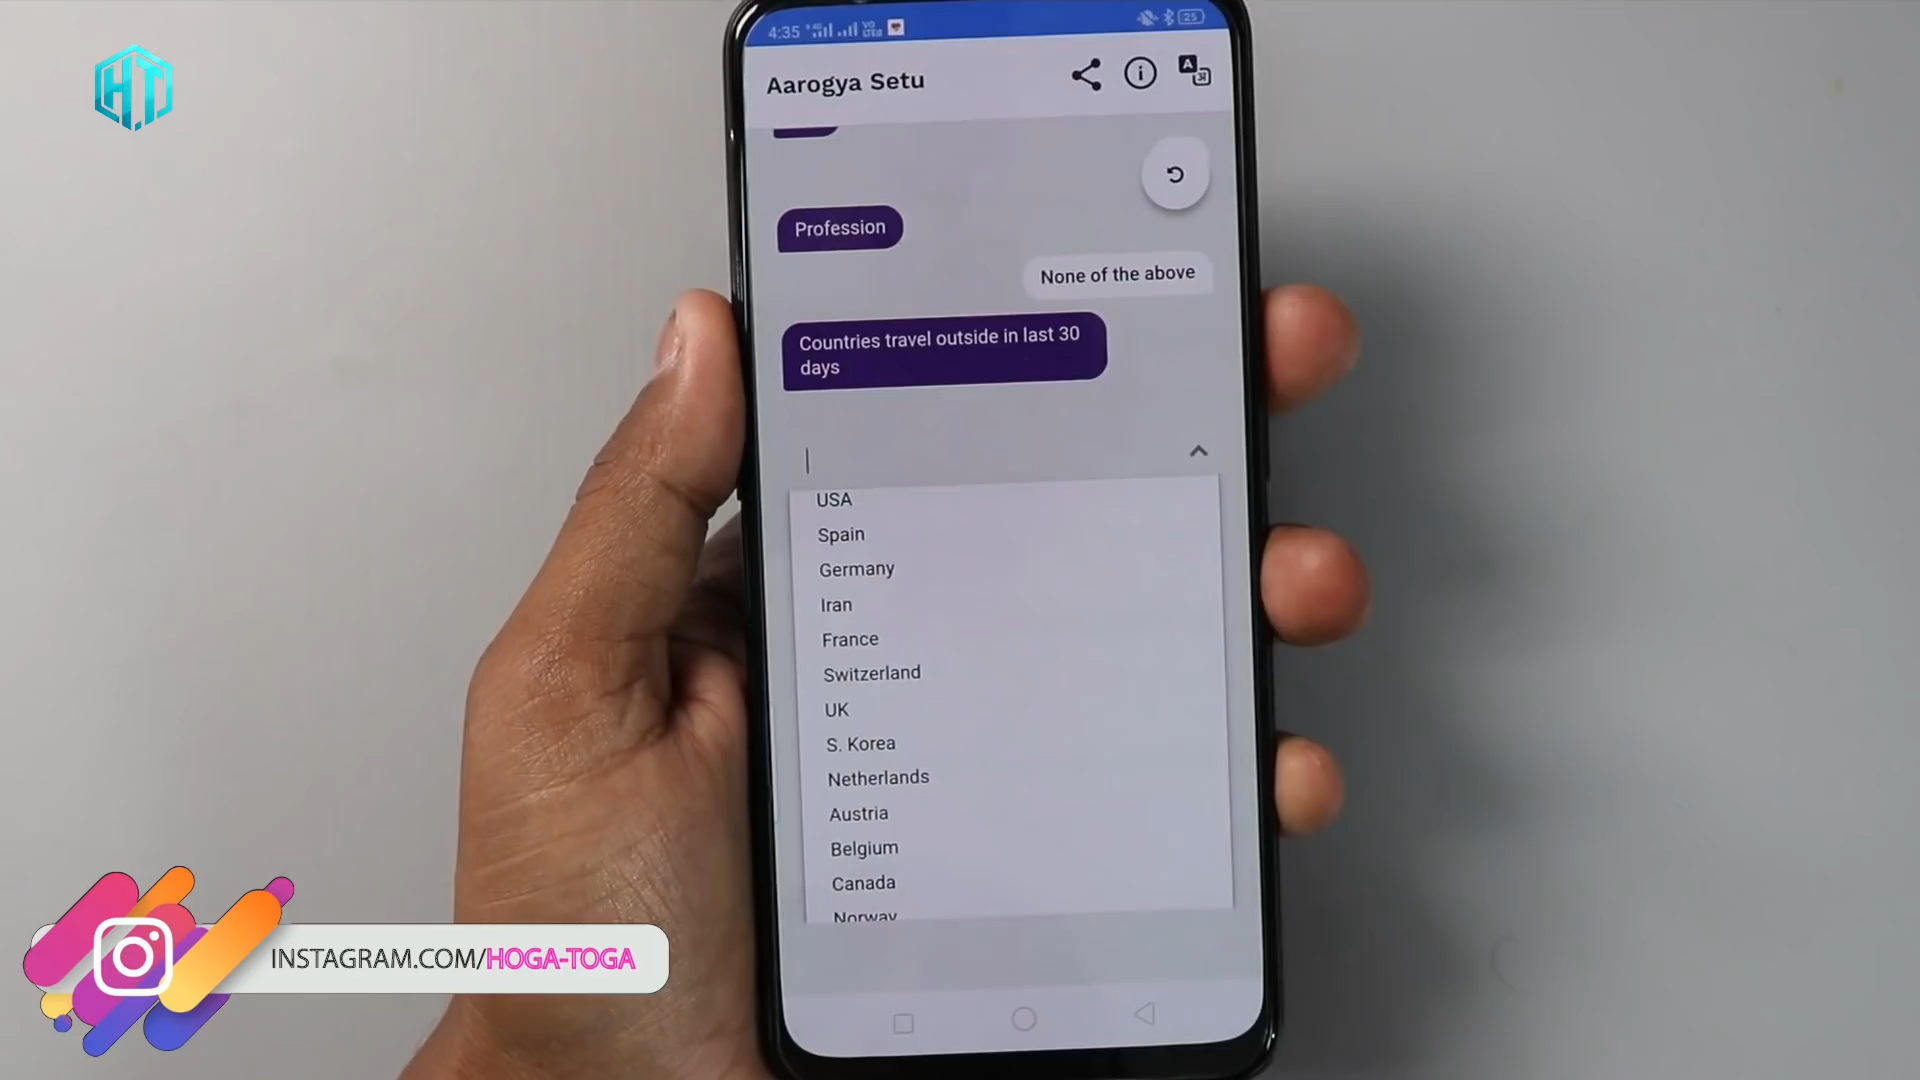 H.T
4:35
25
Aarogya Setu
Profession
None of the above
Countries travel outside in last 30
days
USA
Spain
Germany
Iran
France
Switzerland
UK
S. Korea
Netherlands
Austria
Belgium
Canada
Norway
INSTAGRAM.COM/HOGA-TOGA